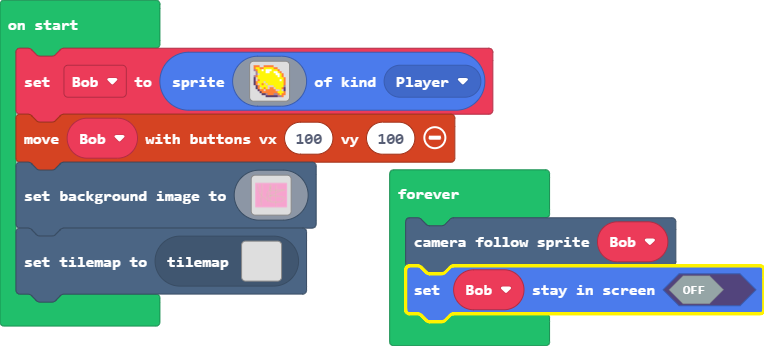 on start
set Bob to sprite of kind Player
move Bob with buttons vx 100 vy 100
set background image to
set tilemap to tilemap
forever
camera follow sprite Bob
set Bob stay in screen OFF